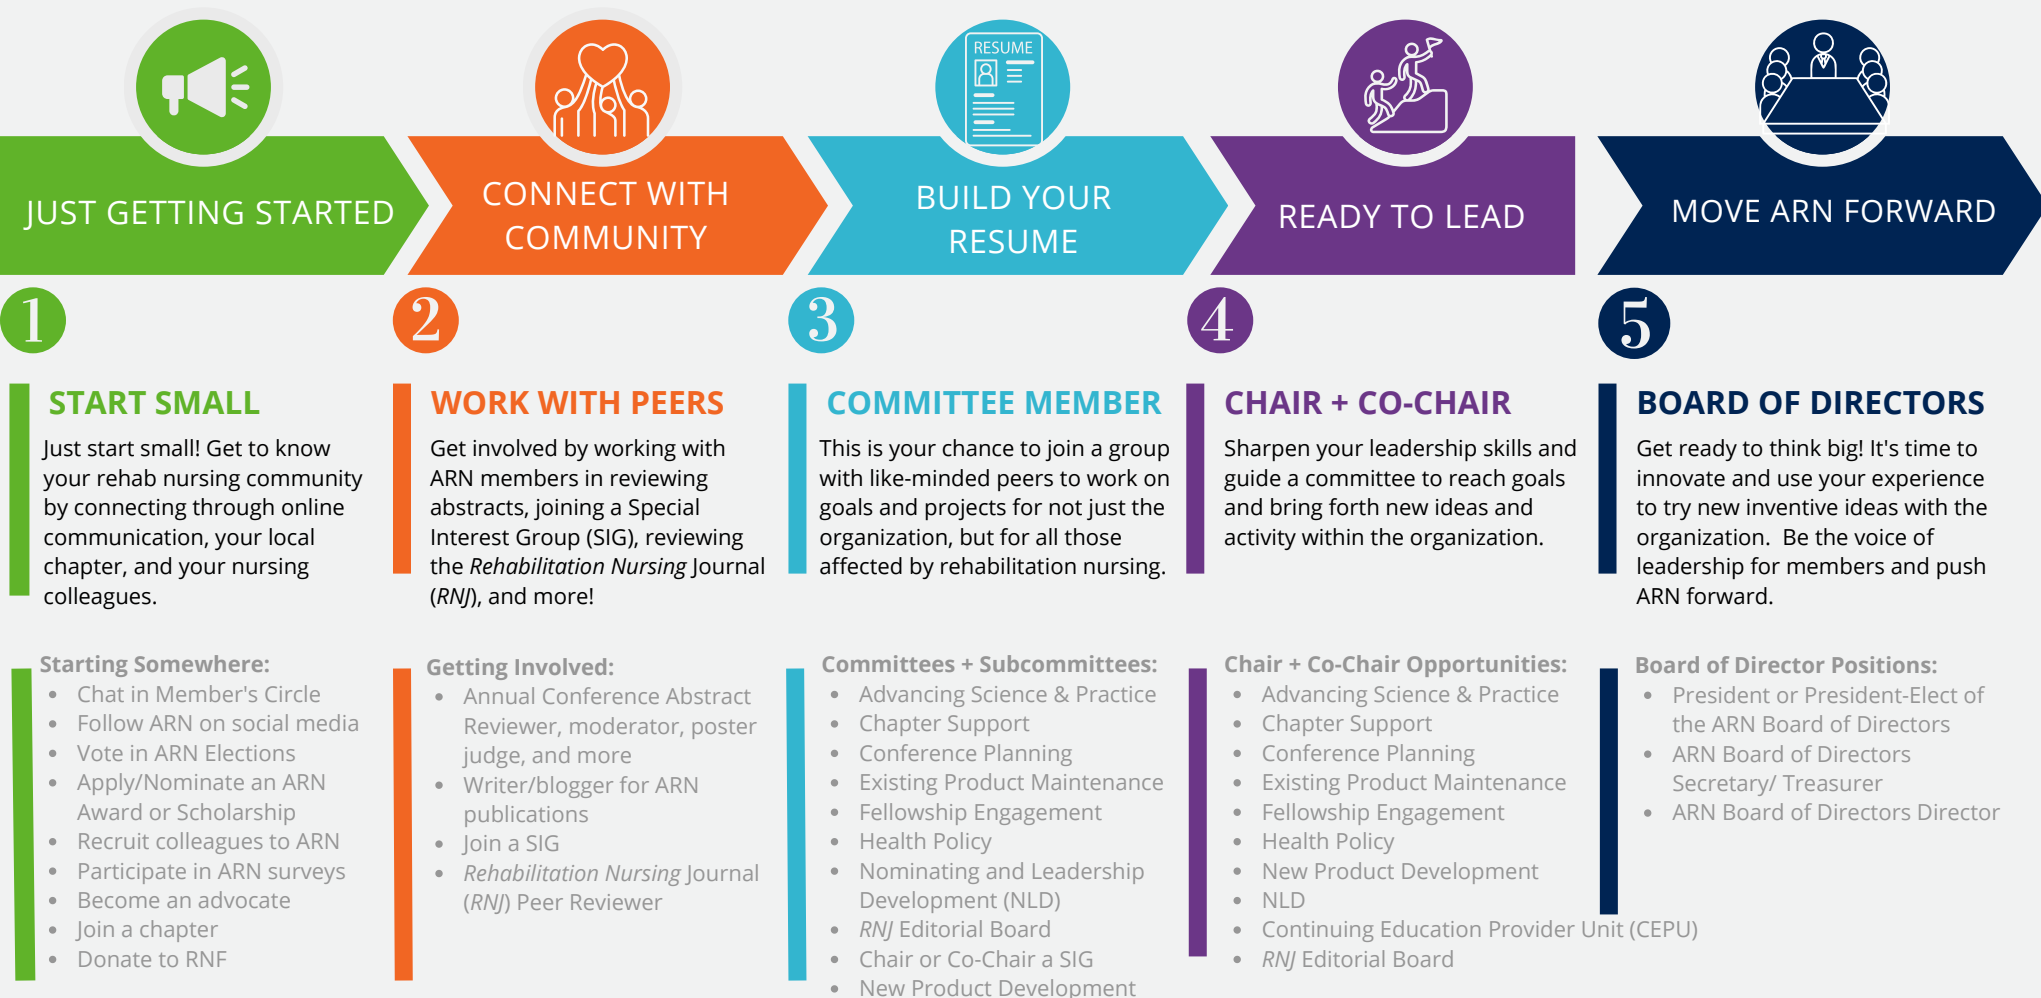 RESUME
JUST GETTING STARTED
CONNECT WITH
COMMUNITY
BUILD YOUR
RESUME
READY TO LEAD
MOVE ARN FORWARD
1
START SMALL
Just start small! Get to know
your rehab nursing community
by connecting through online
communication, your local
chapter, and your nursing
colleagues.
Starting Somewhere:
• Chat in Member's Circle
• Follow ARN on social media
• Vote in ARN Elections
• Apply/Nominate an ARN
Award or Scholarship
• Recruit colleagues to ARN
• Participate in ARN surveys
• Become an advocate
• Join a chapter
• Donate to RNF
2
WORK WITH PEERS
Get involved by working with
ARN members in reviewing
abstracts, joining a Special
Interest Group (SIG), reviewing
the Rehabilitation Nursing Journal
(RNJ), and more!
Getting Involved:
• Annual Conference Abstract
Reviewer, moderator, poster
judge, and more
• Writer/blogger for ARN
publications
• Join a SIG
• Rehabilitation Nursing Journal
(RNJ) Peer Reviewer
3
COMMITTEE MEMBER
This is your chance to join a group
with like-minded peers to work on
goals and projects for not just the
organization, but for all those
affected by rehabilitation nursing.
Committees + Subcommittees:
• Advancing Science & Practice
• Chapter Support
• Conference Planning
• Existing Product Maintenance
• Fellowship Engagement
• Health Policy
• Nominating and Leadership
Development (NLD)
• RNJ Editorial Board
• Chair or Co-Chair a SIG
• New Product Development
4
CHAIR + CO-CHAIR
Sharpen your leadership skills and
guide a committee to reach goals
and bring forth new ideas and
activity within the organization.
Chair + Co-Chair Opportunities:
• Advancing Science & Practice
• Chapter Support
• Conference Planning
• Existing Product Maintenance
• Fellowship Engagement
• Health Policy
• New Product Development
• NLD
• Continuing Education Provider Unit (CEPU)
• RNJ Editorial Board
5
BOARD OF DIRECTORS
Get ready to think big! It's time to
innovate and use your experience
to try new inventive ideas with the
organization.  Be the voice of
leadership for members and push
ARN forward.
Board of Director Positions:
• President or President-Elect of
the ARN Board of Directors
• ARN Board of Directors
Secretary/ Treasurer
• ARN Board of Directors Director